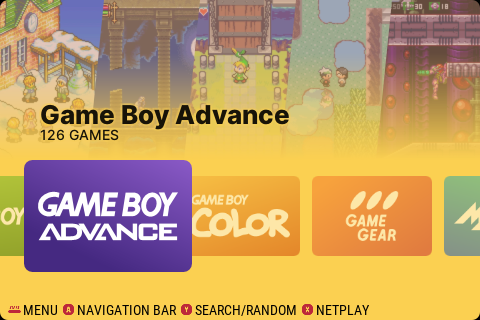 Game Boy Advance
126 GAMES
OY
GAME BOY
ADVANCE
GAME BOY
COLOR
GAME
GEAR
MENU A NAVIGATION BAR Y SEARCH/RANDOM X NETPLAY